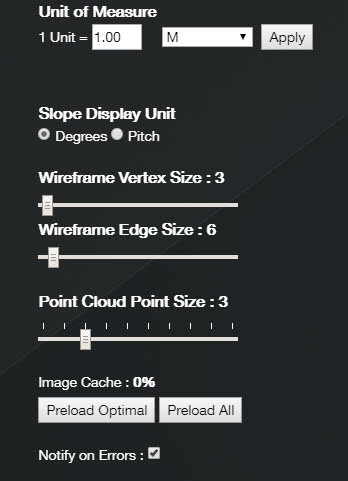 Unit of Measure
1 Unit = 1.00 M Apply
Slope Display Unit
Degrees Pitch
Wireframe Vertex Size : 3
Wireframe Edge Size : 6
Point Cloud Point Size : 3
Image Cache : 0%
Preload Optimal Preload All
Notify on Errors :